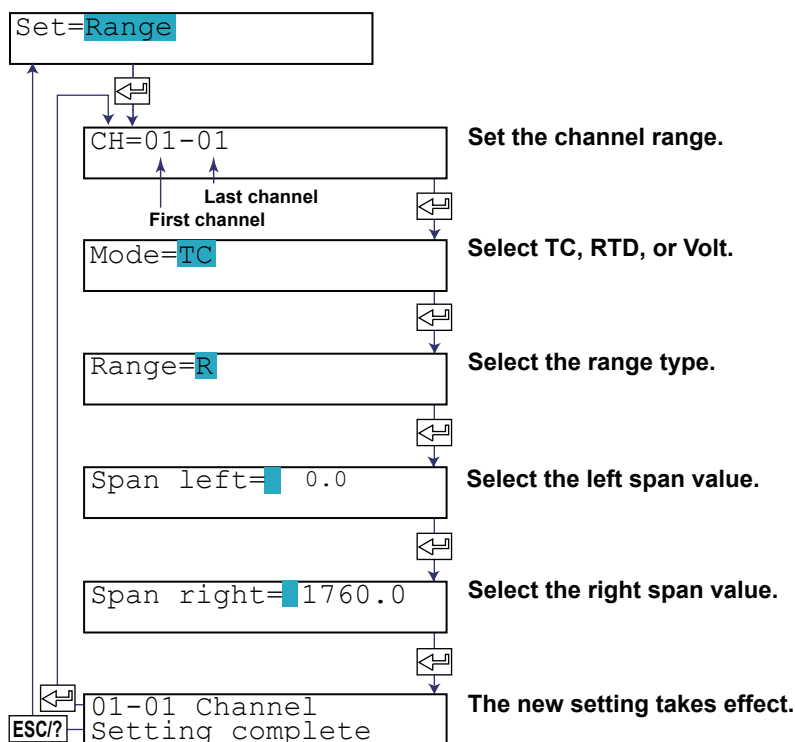 Set=Range
CH=01-01
Set the channel range.
Last channel
First channel
Mode=TC
Select TC, RTD, or Volt.
Range=R
Select the range type.
Span left= 0.0
Select the left span value.
Span right= 1760.0
Select the right span value.
01-01 Channel
The new setting takes effect.
ESC/?
Setting complete